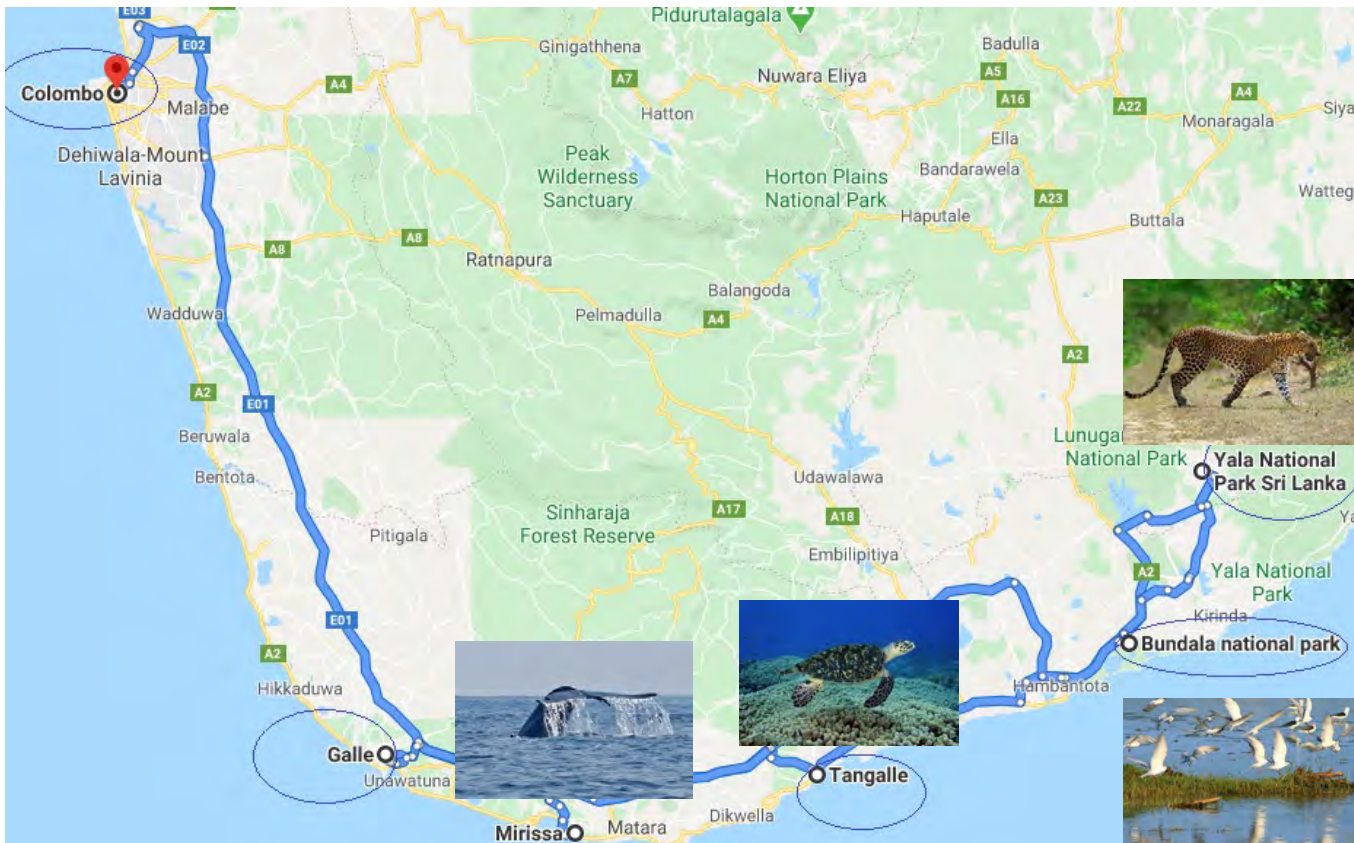 E03
Pidurutalagala
E02
Ginigathhena
Badulla
A7
Nuwara Eliya
A5
Colombo
A4
A16
A22
A4
Malabe
Hatton
Monaragala
Siya
Ella
Dehiwala-Mount
Lavinia
Peak
Wilderness
Sanctuary
Horton Plains
National Park
Bandarawela
A23
Watteg
Haputale
Buttala
A8
A8
Ratnapura
Balangoda
Wadduwa
Pelmadulla
A4
A2
A2
E01
Beruwala
Lunugar
National Park
Yala National
Park Sri Lanka
Bentota
Udawalawa
Sinharaja
Forest Reserve
A17
A18
Pitigala
Embilipitiya
Ya
A2
Yala National
Park
E01
Kirinda
A2
Bundala national park
Hikkaduwa
Hambantota
Galle
Unawatuna
Tangalle
Dikwella
Mirissa
Matara